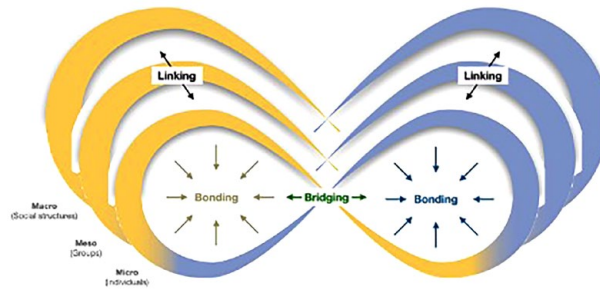 Linking
Linking
Bonding
Bridging
Bonding
Macro
(Social structures)
Meso
(Groups)
Micro
(Individuals)